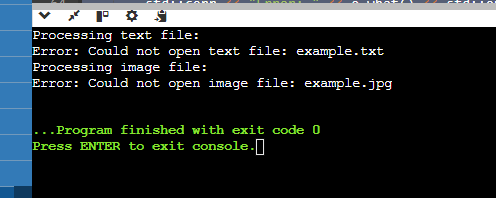 Processing text file:
Error: Could not open text file: example.txt
Processing image file:
Error: Could not open image file: example.jpg
...Program finished with exit code 0
Press ENTER to exit console.